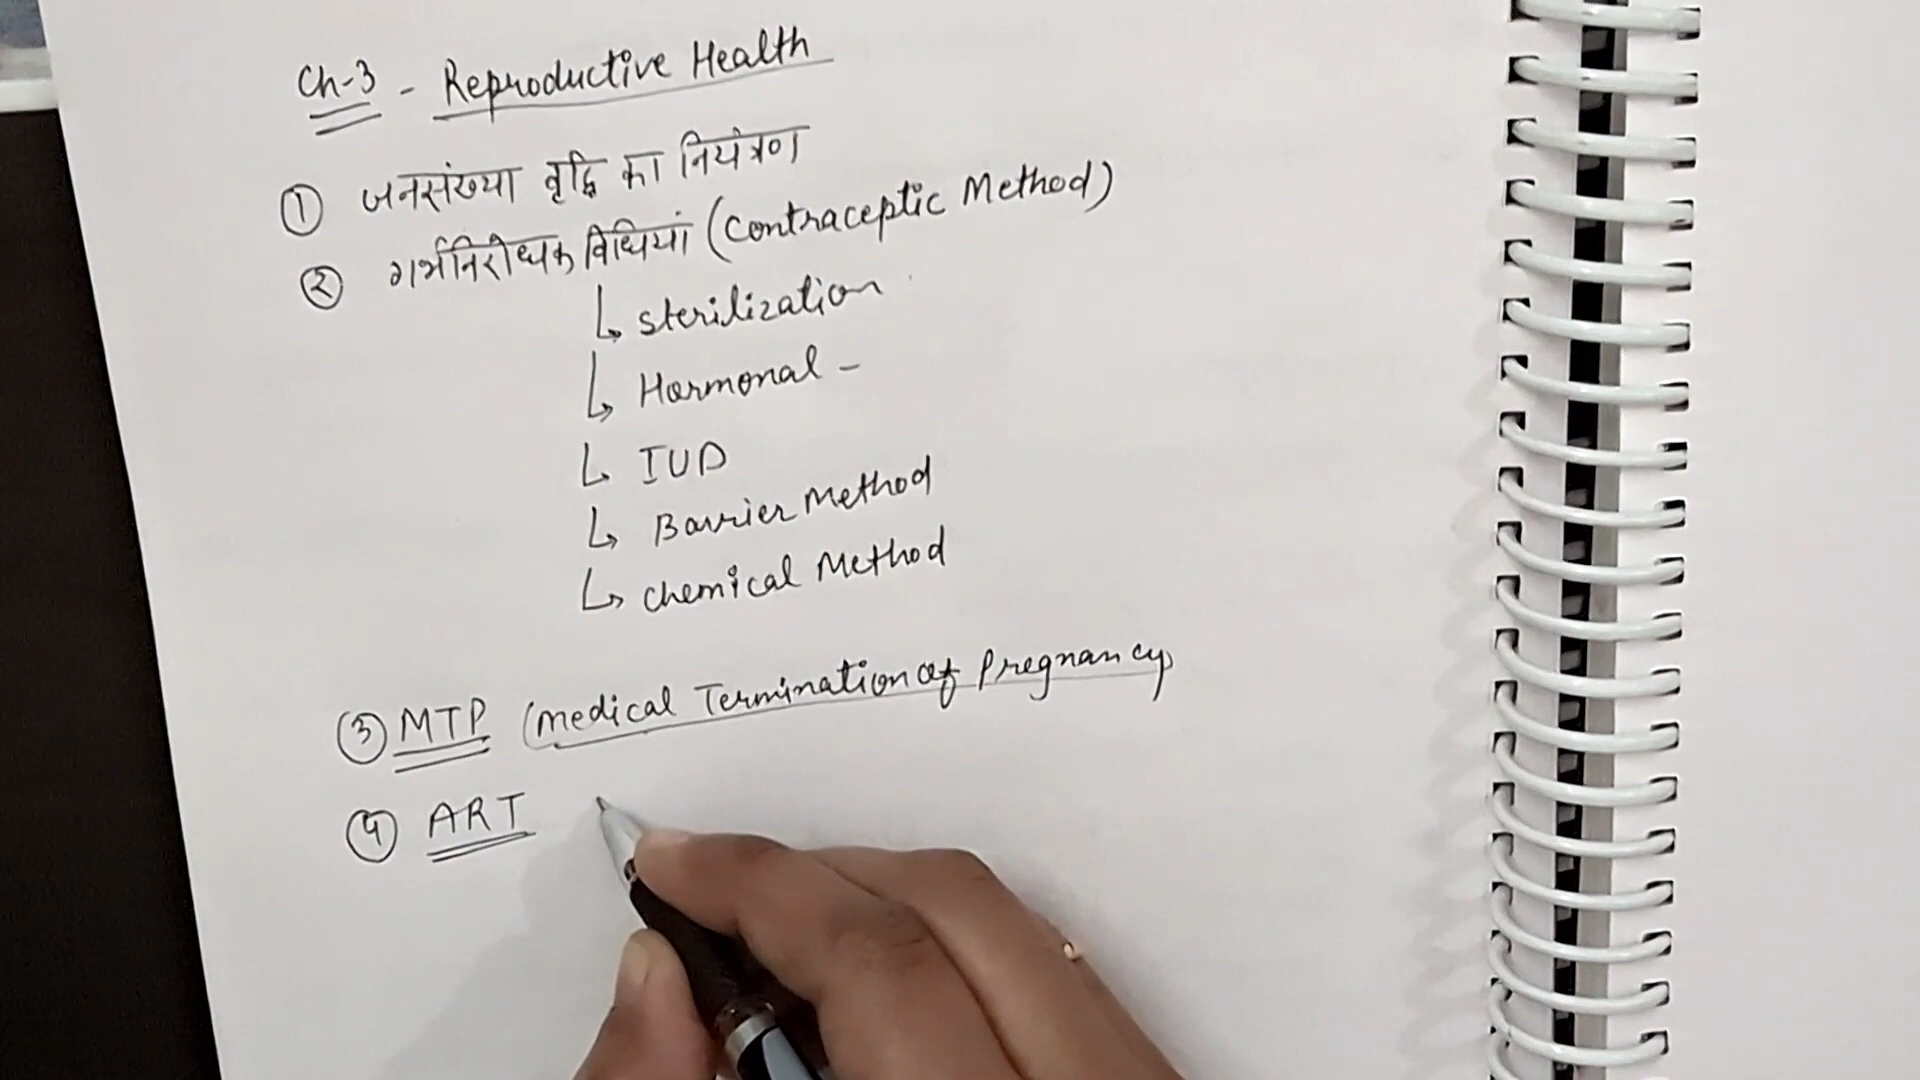 Ch-3 - Reproductive Health
① जनसंख्या वृद्धि का नियंत्रण
② गर्भनिरोधक विधियां (Contraceptic Method)
↳ sterilization
↳ Hormonal -
↳ IUD
↳ Barrier Method
↳ chemical Method
③ MTP (Medical Termination of Pregnancy
④ ART